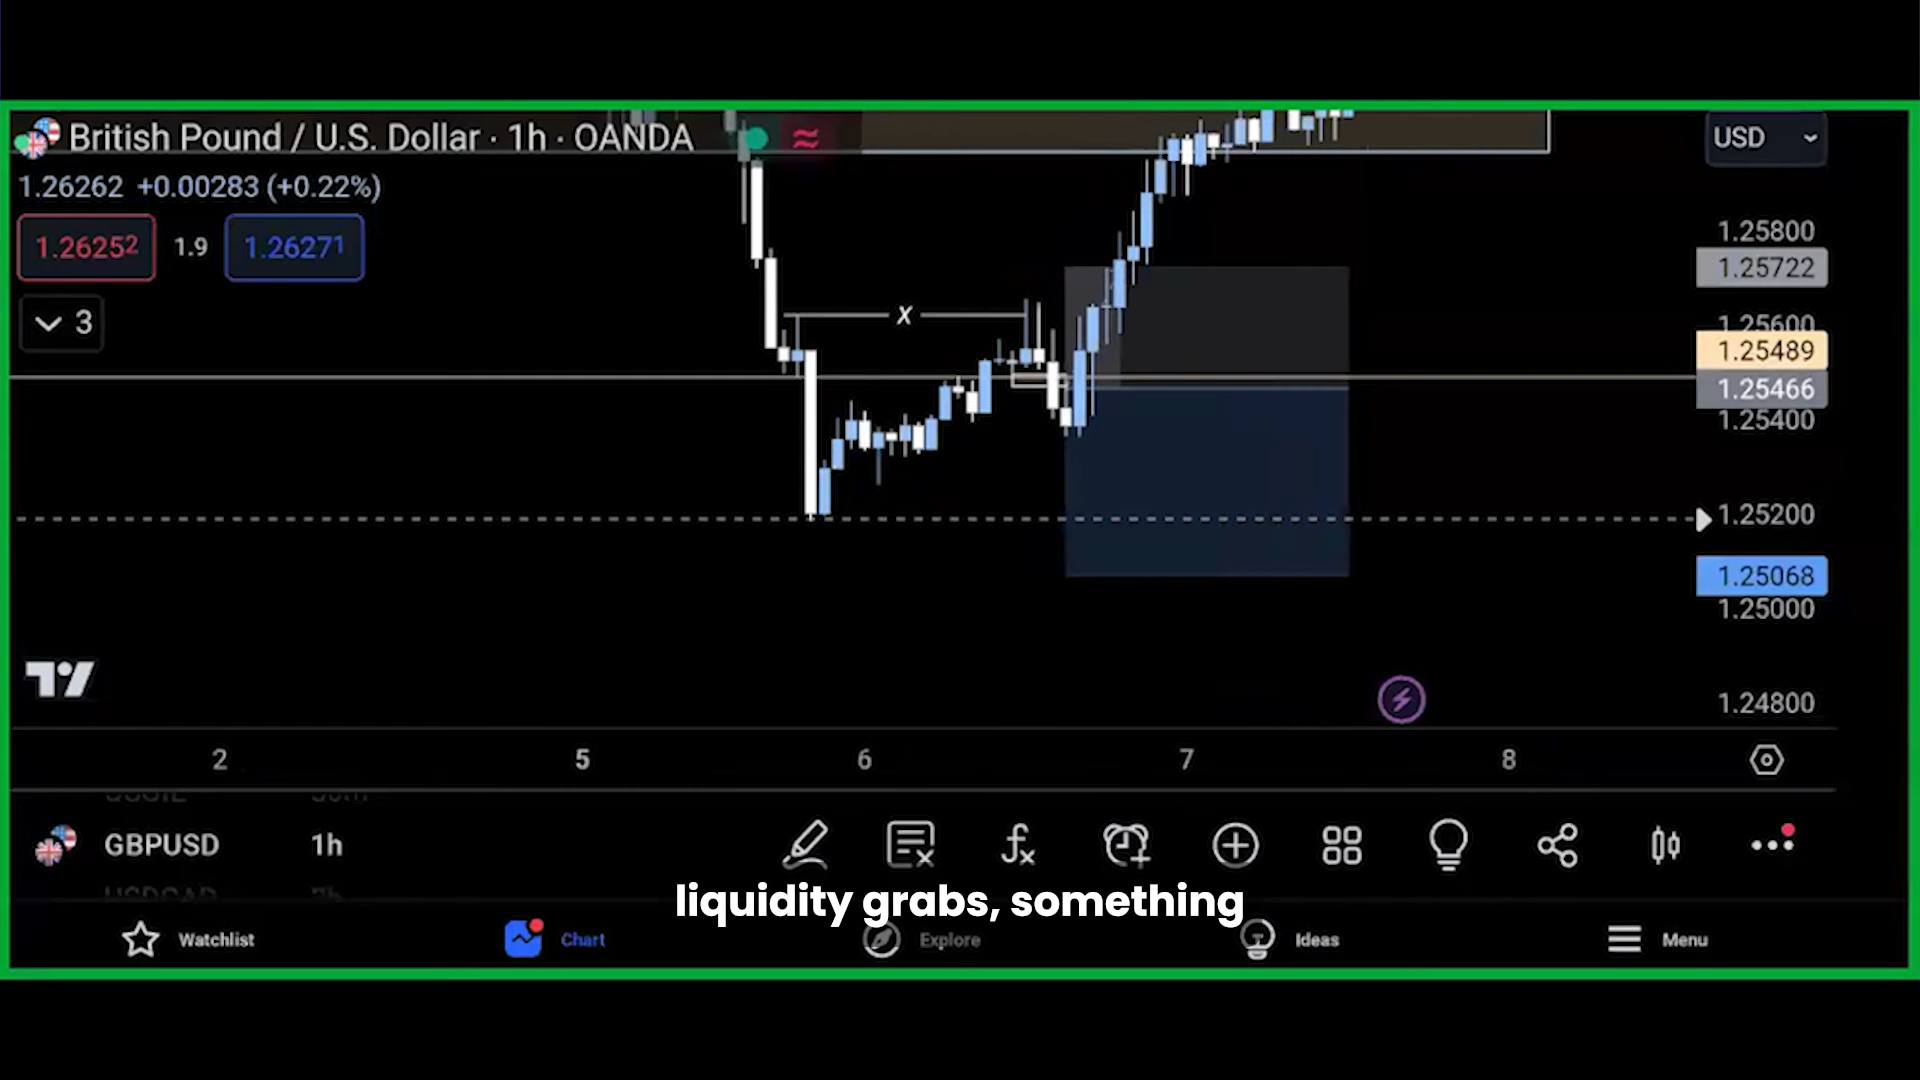 British Pound / U.S. Dollar · 1h · OANDA
USD
1.26262 +0.00283 (+0.22%)
1.26252 1.9 1.26271
3
x
1.25800
1.25722
1.25600
1.25489
1.25466
1.25400
1.25200
1.25068
1.25000
1.24800
2 5 6 7 8
GBPUSD 1h
liquidity grabs, something
Watchlist Chart Explore Ideas Menu